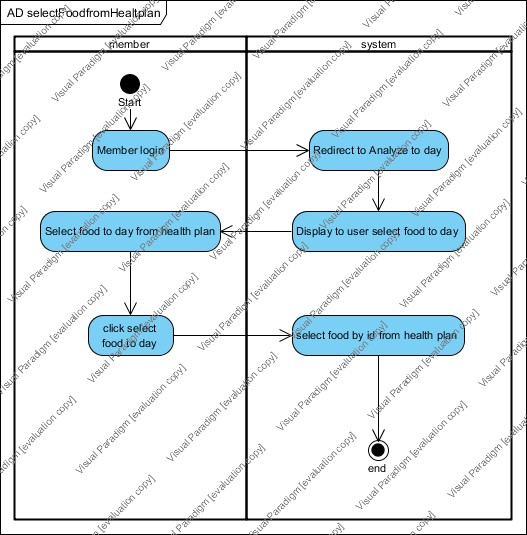 AD selectFoodfromHealtplan
member
system
Start
Member login
Redirect to Analyze to day
Select food to day from health plan
Display to user select food to day
click select
food to day
select food by id from health plan
end
Visual Paradigm [evaluation copy]